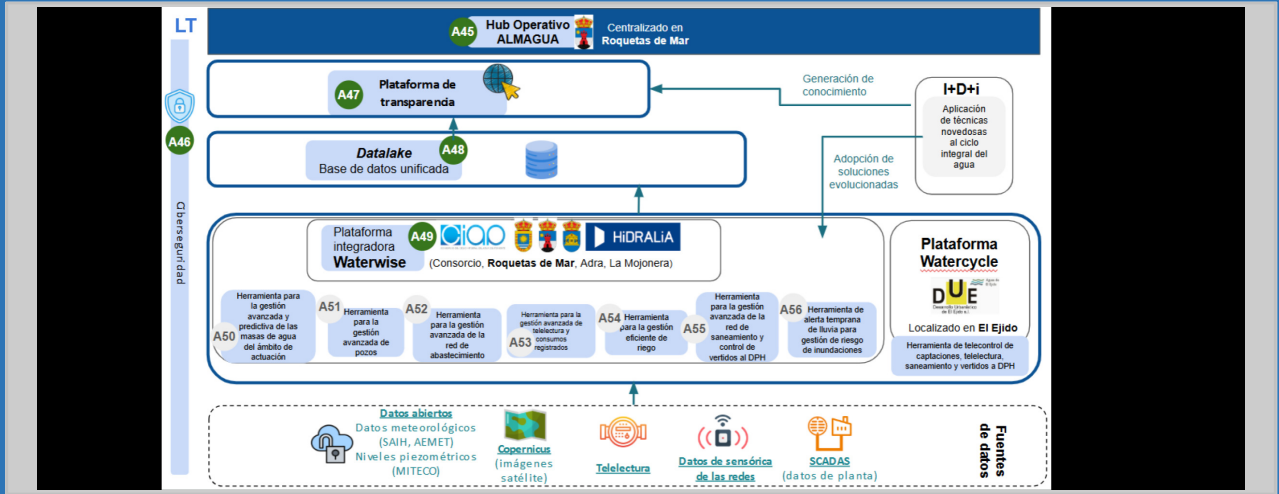 LT
A45
Hub Operativo
ALMAGUA
Centralizado en
Roquetas de Mar
A47
Plataforma de
transparencia
Generación de
conocimiento
I+D+i
Aplicación
de técnicas
novedosas
al ciclo
integral del
agua
A46
Ciberseguridad
Datalake
Base de datos unificada
A48
Adopción de
soluciones
evolucionadas
Plataforma
integradora
Waterwise
A49
CIAP
HiDRALiA
(Consorcio, Roquetas de Mar, Adra, La Mojonera)
Plataforma
Watercycle
DUE
Localizado en El Ejido
Herramienta de telecontrol de
captaciones, telelectura,
saneamiento y vertidos a DPH
A50
Herramienta para
la gestión
avanzada y
predictiva de las
masas de agua
del ámbito de
actuación
A51
Herramienta
para la
gestión
avanzada de
pozos
A52
Herramienta
para la gestión
avanzada de la
red de
abastecimiento
A53
Herramienta para la
gestión avanzada de
telelectura y
consumos
registrados
A54
Herramienta
para la gestión
eficiente de
riego
A55
Herramienta
para la gestión
avanzada de la
red de
saneamiento y
control de
vertidos al DPH
A56
Herramienta de
alerta temprana
de lluvia para
gestión de riesgo
de inundaciones
Datos abiertos
Datos meteorológicos
(SAIH, AEMET)
Niveles piezométricos
(MITECO)
Copernicus
(imágenes
satélite)
Telelectura
Datos de sensórica
de las redes
SCADAS
(datos de planta)
Fuentes
de datos